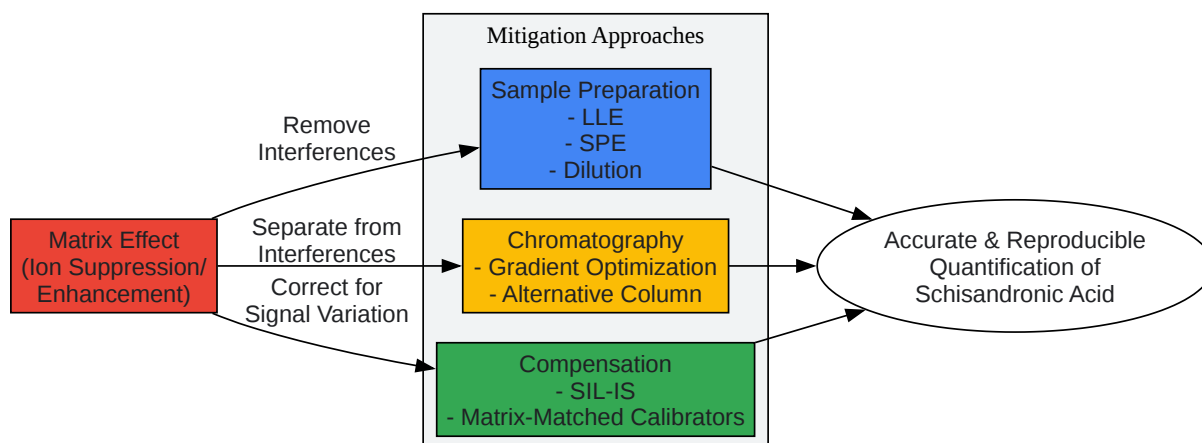 Mitigation Approaches
Sample Preparation
- LLE
- SPE
- Dilution
Remove
Interferences
Matrix Effect
(Ion Suppression/
Enhancement)
Separate from
Interferences
Chromatography
- Gradient Optimization
- Alternative Column
Accurate & Reproducible
Quantification of
Schisandronic Acid
Correct for
Signal Variation
Compensation
- SIL-IS
- Matrix-Matched Calibrators